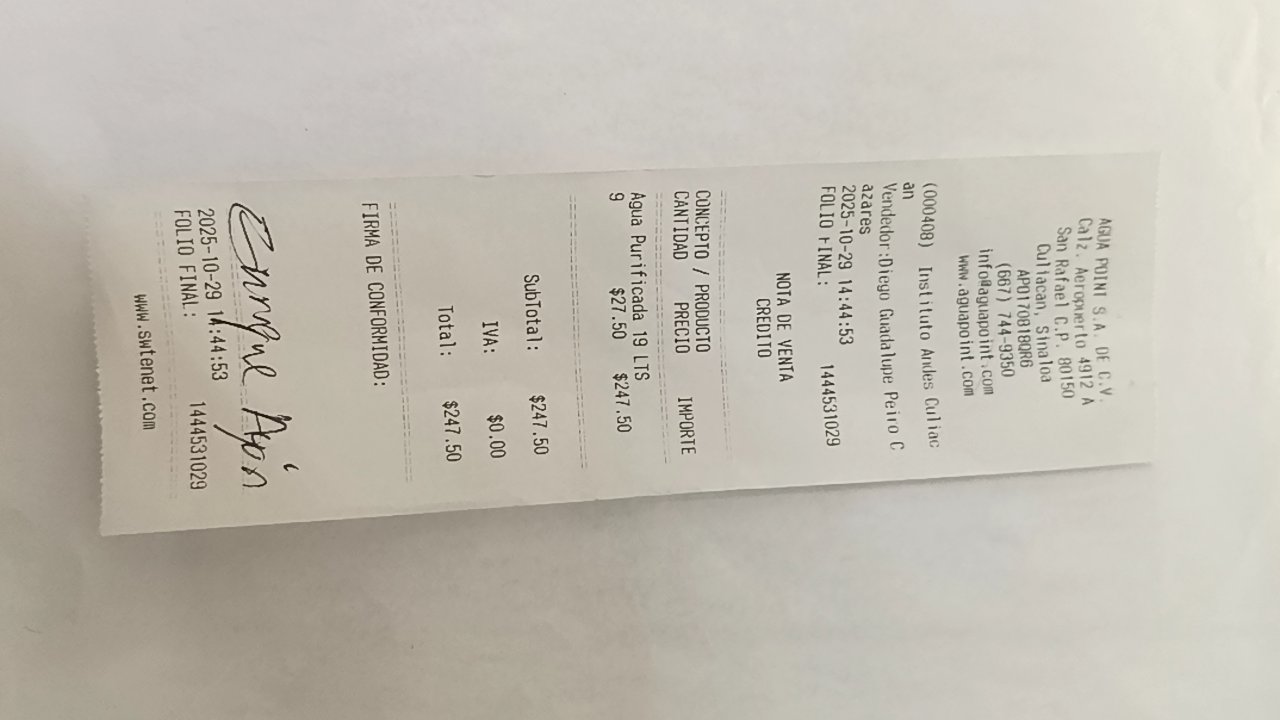 AGUA POINT S.A. DE C.V.
Calz. Aeropuerto 4912 A
San Rafael C.P. 80150
Culiacan, Sinaloa
APO170818QR6
(667) 744-9350
info@aguapoint.com
www.aguapoint.com
(000408) Instituto Andes Culiac
an
Vendedor:Diego Guadalupe Peiro C
azares
2025-10-29 14:44:53
FOLIO FINAL: 1444531029
NOTA DE VENTA
CREDITO
CONCEPTO / PRODUCTO
CANTIDAD PRECIO IMPORTE
Agua Purificada 19 LTS
9 $27.50 $247.50
SubTotal: $247.50
IVA: $0.00
Total: $247.50
FIRMA DE CONFORMIDAD:
2025-10-29 14:44:53
FOLIO FINAL: 1444531029
www.swtenet.com